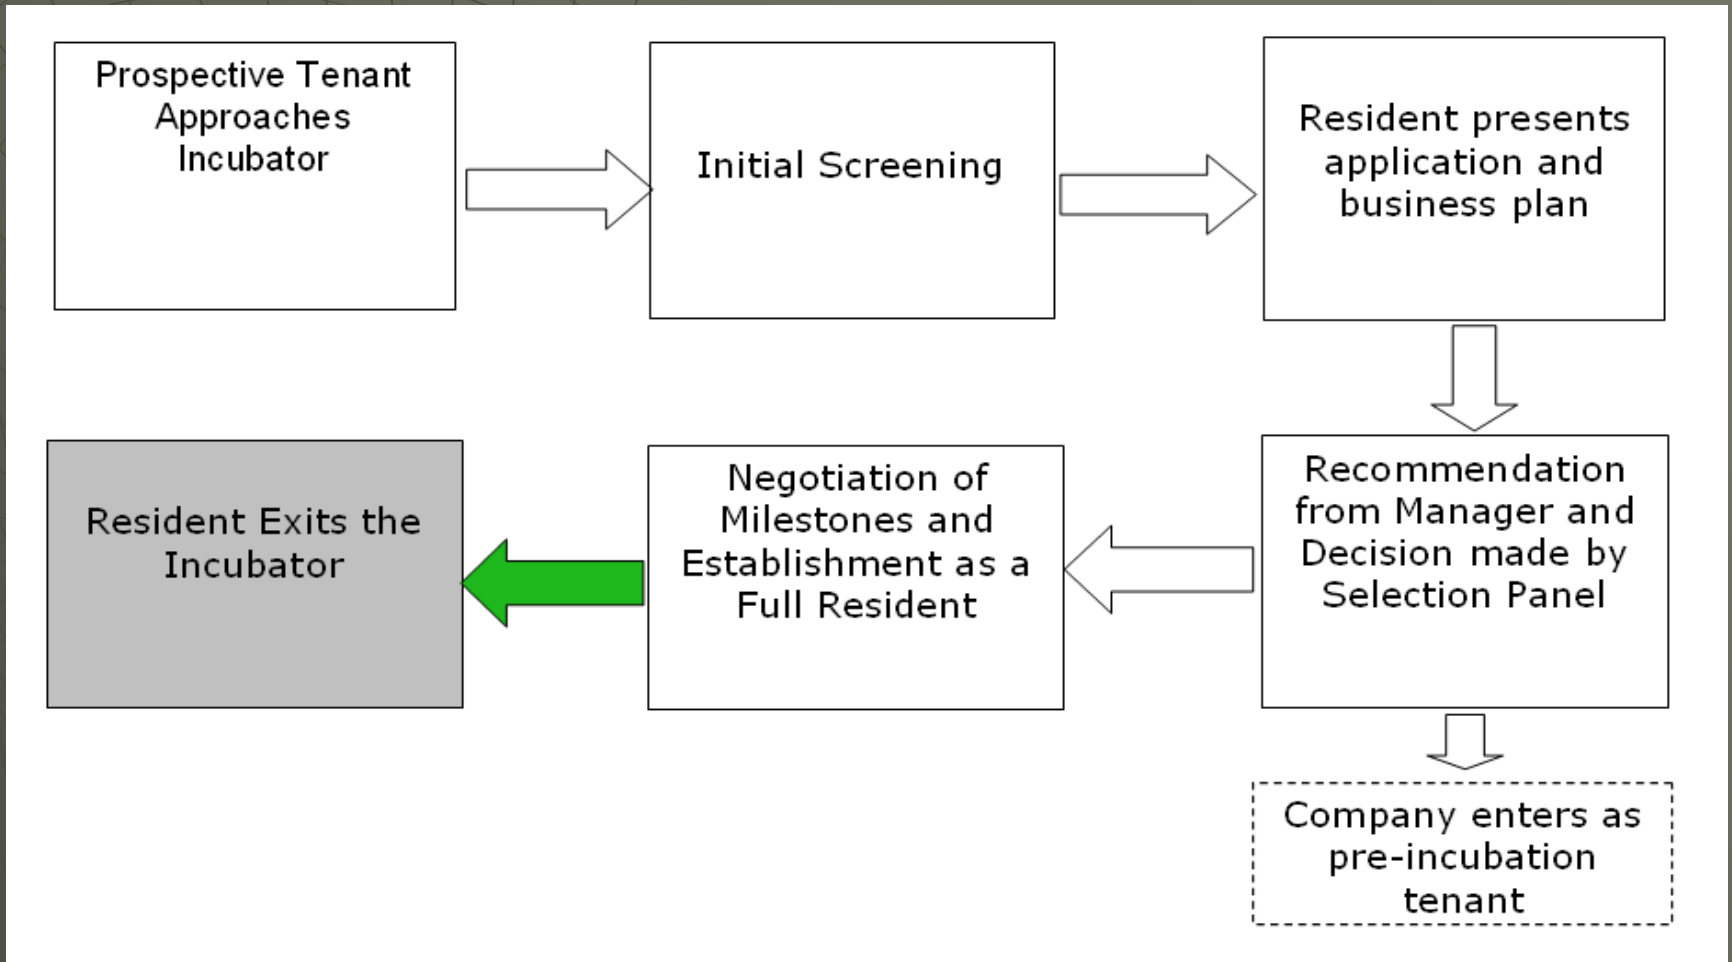 Prospective Tenant
Approaches
Incubator
Initial Screening
Resident presents
application and
business plan
Resident Exits the
Incubator
Negotiation of
Milestones and
Establishment as a
Full Resident
Recommendation
from Manager and
Decision made by
Selection Panel
Company enters as
pre-incubation
tenant